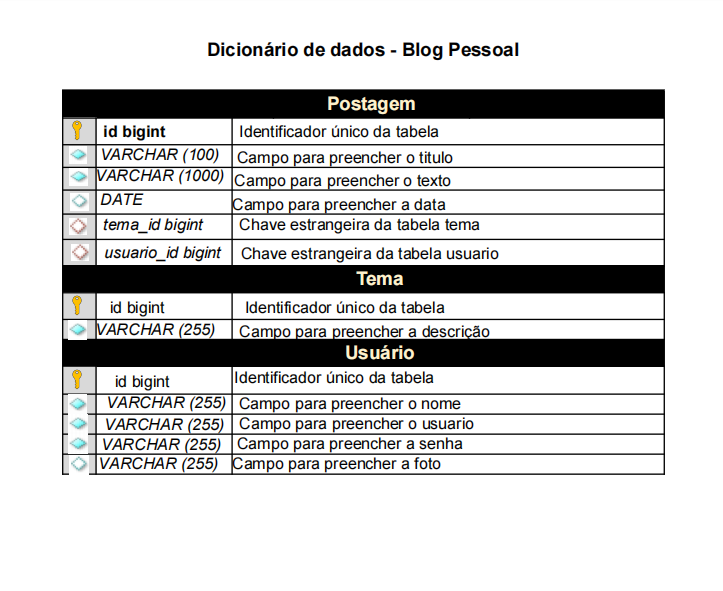 Dicionário de dados - Blog Pessoal
Postagem
id bigint Identificador único da tabela
VARCHAR (100) Campo para preencher o titulo
VARCHAR (1000) Campo para preencher o texto
DATE Campo para preencher a data
tema_id bigint Chave estrangeira da tabela tema
usuario_id bigint Chave estrangeira da tabela usuario
Tema
id bigint Identificador único da tabela
VARCHAR (255) Campo para preencher a descrição
Usuário
id bigint Identificador único da tabela
VARCHAR (255) Campo para preencher o nome
VARCHAR (255) Campo para preencher o usuario
VARCHAR (255) Campo para preencher a senha
VARCHAR (255) Campo para preencher a foto